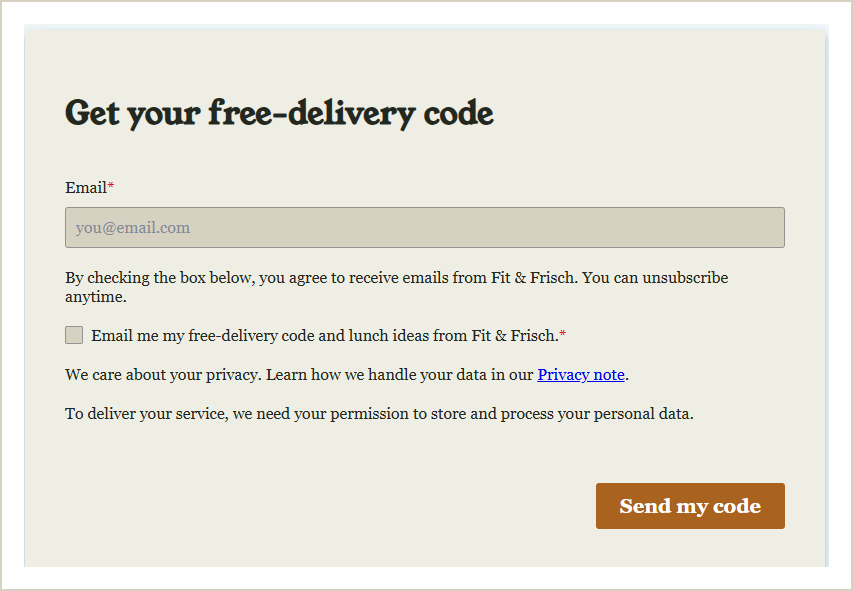 Get your free-delivery code
Email*
you@email.com
By checking the box below, you agree to receive emails from Fit & Frisch. You can unsubscribe
anytime.
Email me my free-delivery code and lunch ideas from Fit & Frisch.*
We care about your privacy. Learn how we handle your data in our Privacy note.
To deliver your service, we need your permission to store and process your personal data.
Send my code